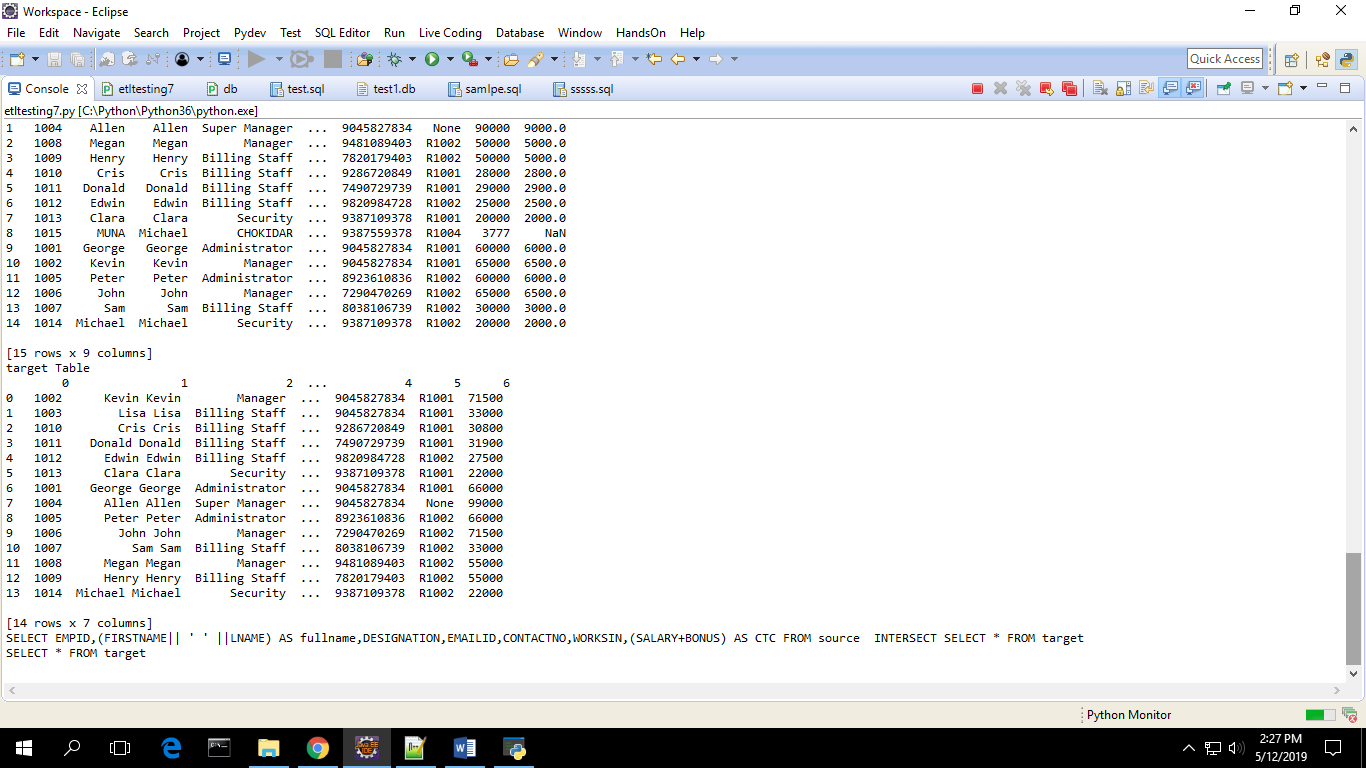 Workspace - Eclipse
File Edit Navigate Search Project Pydev Test SQL Editor Run Live Coding Database Window HandsOn Help
Quick Access
Console etltesting7 db test.sql test1.db samlpe.sql sssss.sql
etltesting7.py [C:\Python\Python36\python.exe]
1 1004 Allen Allen Super Manager ... 9045827834 None 90000 9000.0
2 1008 Megan Megan Manager ... 9481089403 R1002 50000 5000.0
3 1009 Henry Henry Billing Staff ... 7820179403 R1002 50000 5000.0
4 1010 Cris Cris Billing Staff ... 9286720849 R1001 28000 2800.0
5 1011 Donald Donald Billing Staff ... 7490729739 R1001 29000 2900.0
6 1012 Edwin Edwin Billing Staff ... 9820984728 R1002 25000 2500.0
7 1013 Clara Clara Security ... 9387109378 R1001 20000 2000.0
8 1015 MUNA Michael CHOKIDAR ... 9387559378 R1004 3777 NaN
9 1001 George George Administrator ... 9045827834 R1001 60000 6000.0
10 1002 Kevin Kevin Manager ... 9045827834 R1001 65000 6500.0
11 1005 Peter Peter Administrator ... 8923610836 R1002 60000 6000.0
12 1006 John John Manager ... 7290470269 R1002 65000 6500.0
13 1007 Sam Sam Billing Staff ... 8038106739 R1002 30000 3000.0
14 1014 Michael Michael Security ... 9387109378 R1002 20000 2000.0
[15 rows x 9 columns]
target Table
0 1 2 ... 4 5 6
0 1002 Kevin Kevin Manager ... 9045827834 R1001 71500
1 1003 Lisa Lisa Billing Staff ... 9045827834 R1001 33000
2 1010 Cris Cris Billing Staff ... 9286720849 R1001 30800
3 1011 Donald Donald Billing Staff ... 7490729739 R1001 31900
4 1012 Edwin Edwin Billing Staff ... 9820984728 R1002 27500
5 1013 Clara Clara Security ... 9387109378 R1001 22000
6 1001 George George Administrator ... 9045827834 R1001 66000
7 1004 Allen Allen Super Manager ... 9045827834 None 99000
8 1005 Peter Peter Administrator ... 8923610836 R1002 66000
9 1006 John John Manager ... 7290470269 R1002 71500
10 1007 Sam Sam Billing Staff ... 8038106739 R1002 33000
11 1008 Megan Megan Manager ... 9481089403 R1002 55000
12 1009 Henry Henry Billing Staff ... 7820179403 R1002 55000
13 1014 Michael Michael Security ... 9387109378 R1002 22000
[14 rows x 7 columns]
SELECT EMPID,(FIRSTNAME|| ' ' ||LNAME) AS fullname,DESIGNATION,EMAILID,CONTACTNO,WORKSIN,(SALARY+BONUS) AS CTC FROM source  INTERSECT SELECT * FROM target
SELECT * FROM target
Python Monitor
2:27 PM
5/12/2019